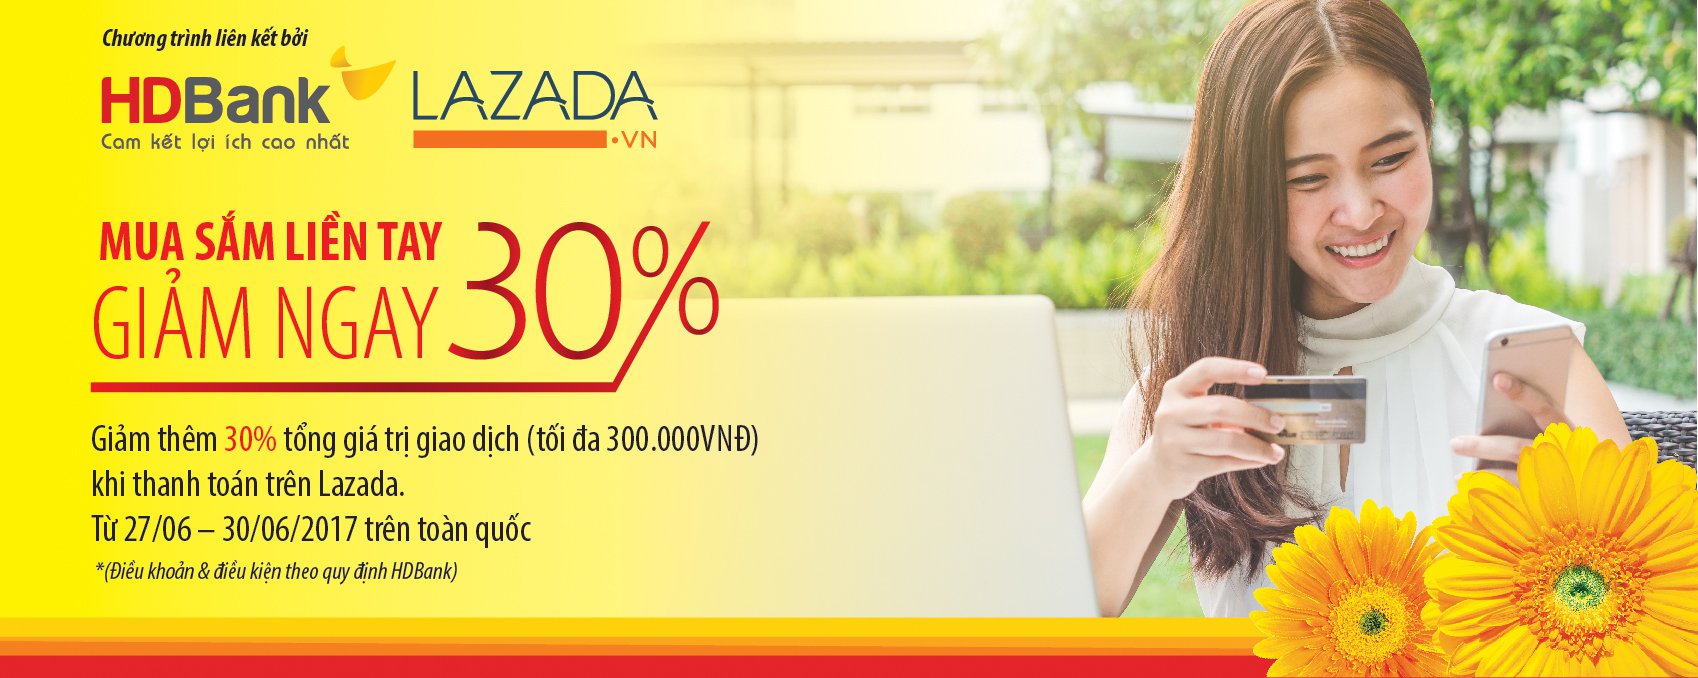 Chương trình liên kết bởi
HDBank
Cam kết lợi ích cao nhất
LAZADA
.VN
MUA SẮM LIỀN TAY
GIẢM NGAY 30%
Giảm thêm 30% tổng giá trị giao dịch (tối đa 300.000VNĐ)
khi thanh toán trên Lazada.
Từ 27/06 – 30/06/2017 trên toàn quốc
*(Điều khoản & điều kiện theo quy định HDBank)